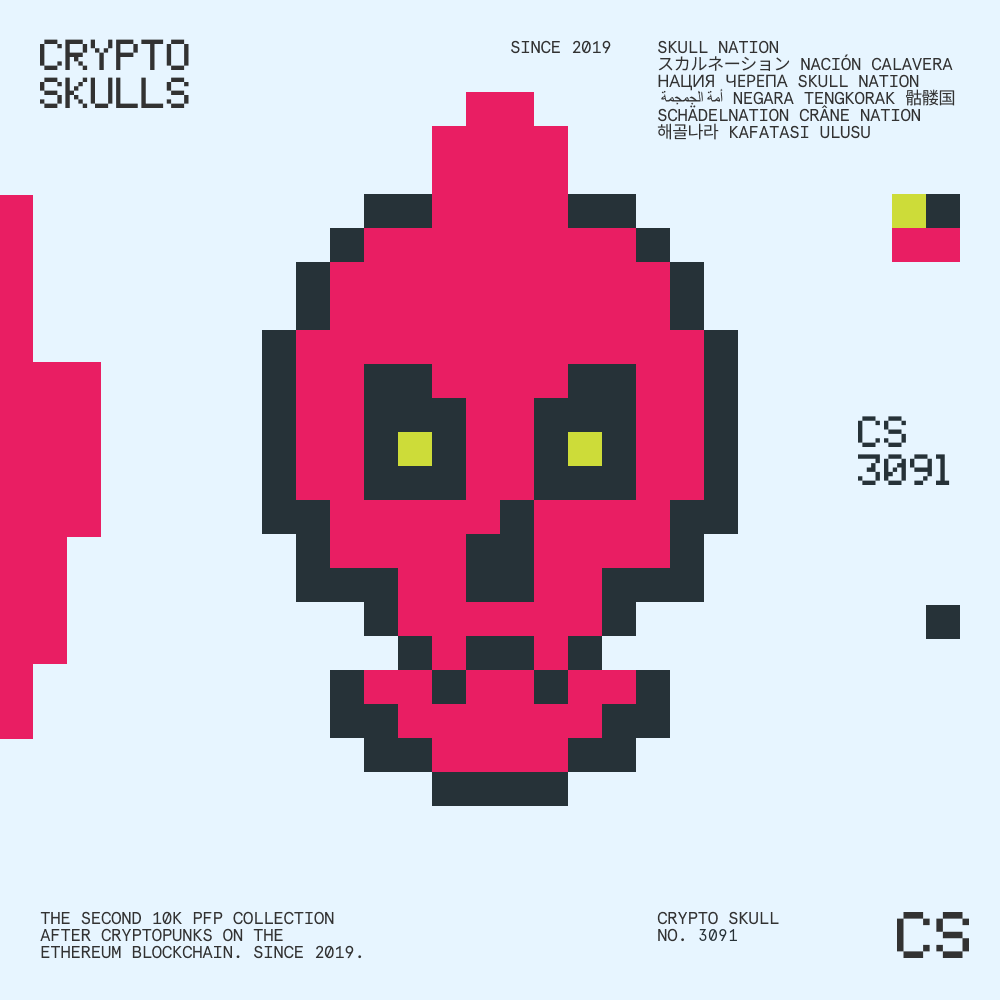 CRYPTO
SKULLS
SINCE 2019
SKULL NATION
スカルネーション NACIÓN CALAVERA
НАЦИЯ ЧЕРЕПА SKULL NATION
أمة الجمجمة NEGARA TENGKORAK 骷髅国
SCHÄDELNATION CRÂNE NATION
해골나라 KAFATASI ULUSU
CS
3091
THE SECOND 10K PFP COLLECTION
AFTER CRYPTOPUNKS ON THE
ETHEREUM BLOCKCHAIN. SINCE 2019.
CRYPTO SKULL
NO. 3091
CS